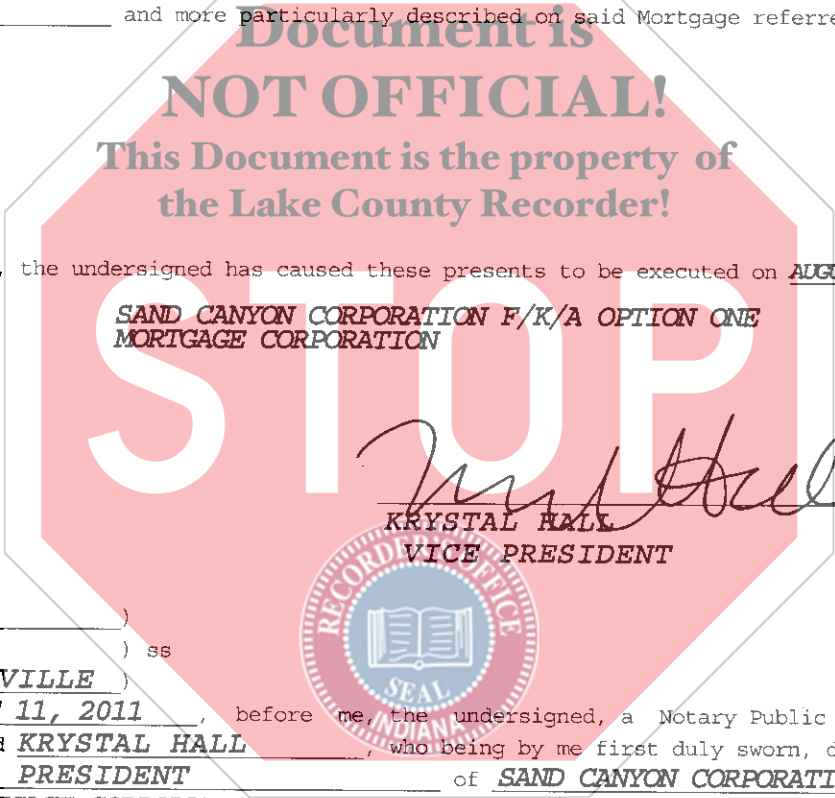 and more particularly described on said Mortgage referre
Document is
NOT OFFICIAL!
This Document is the property of
the Lake County Recorder!
, the undersigned has caused these presents to be executed on AUGU
SAND CANYON CORPORATION F/K/A OPTION ONE
MORTGAGE CORPORATION
STOP
KRYSTAL HALL
VICE PRESIDENT
RECORDER'S OFFICE
SEAL
INDIANA
)
) ss
VILLE )
11, 2011 , before me, the undersigned, a Notary Public
KRYSTAL HALL , who being by me first duly sworn, d
PRESIDENT of SAND CANYON CORPORATI